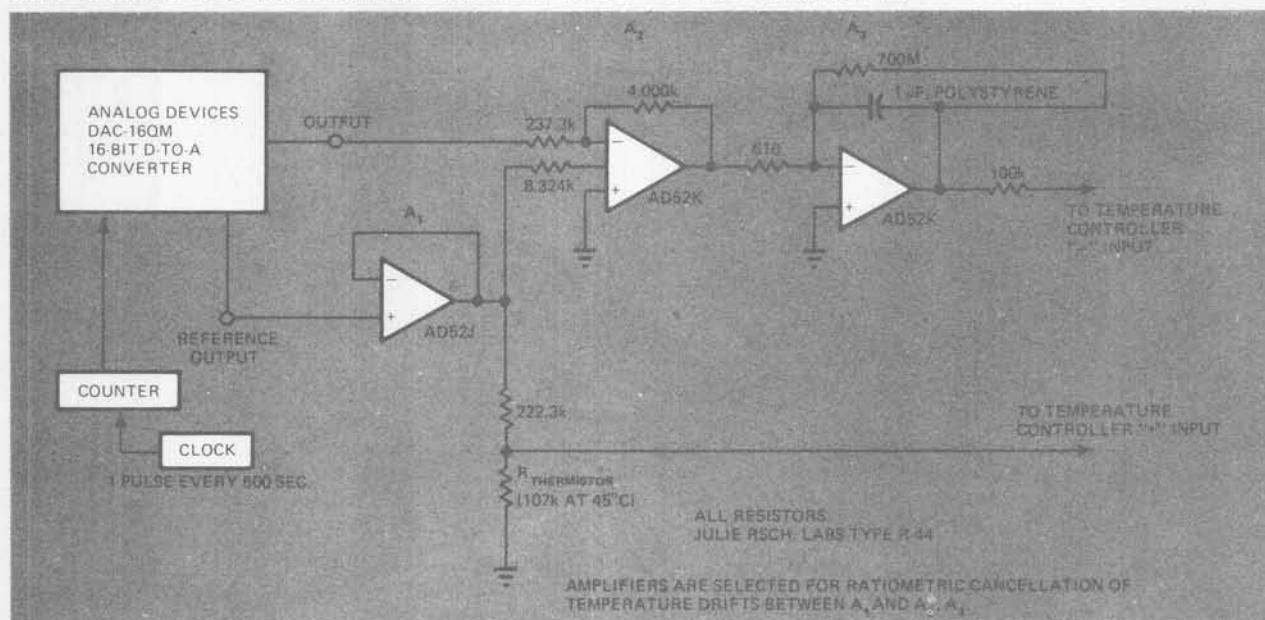 A₂
A₃
ANALOG DEVICES
DAC-16QM
16-BIT D-TO-A
CONVERTER
OUTPUT
237.3k
4.000k
8.324k
AD52K
700M
1 μF, POLYSTYRENE
AD52K
100k
TO TEMPERATURE
CONTROLLER
"−" INPUT
A₁
AD52J
REFERENCE
OUTPUT
COUNTER
CLOCK
1 PULSE EVERY 600 SEC.
222.3k
TO TEMPERATURE
CONTROLLER "+" INPUT
R THERMISTOR
(107k AT 45°C)
ALL RESISTORS
JULIE RSCH. LABS TYPE R-44
AMPLIFIERS ARE SELECTED FOR RATIOMETRIC CANCELLATION OF
TEMPERATURE DRIFTS BETWEEN A₁ AND A₂, A₃.